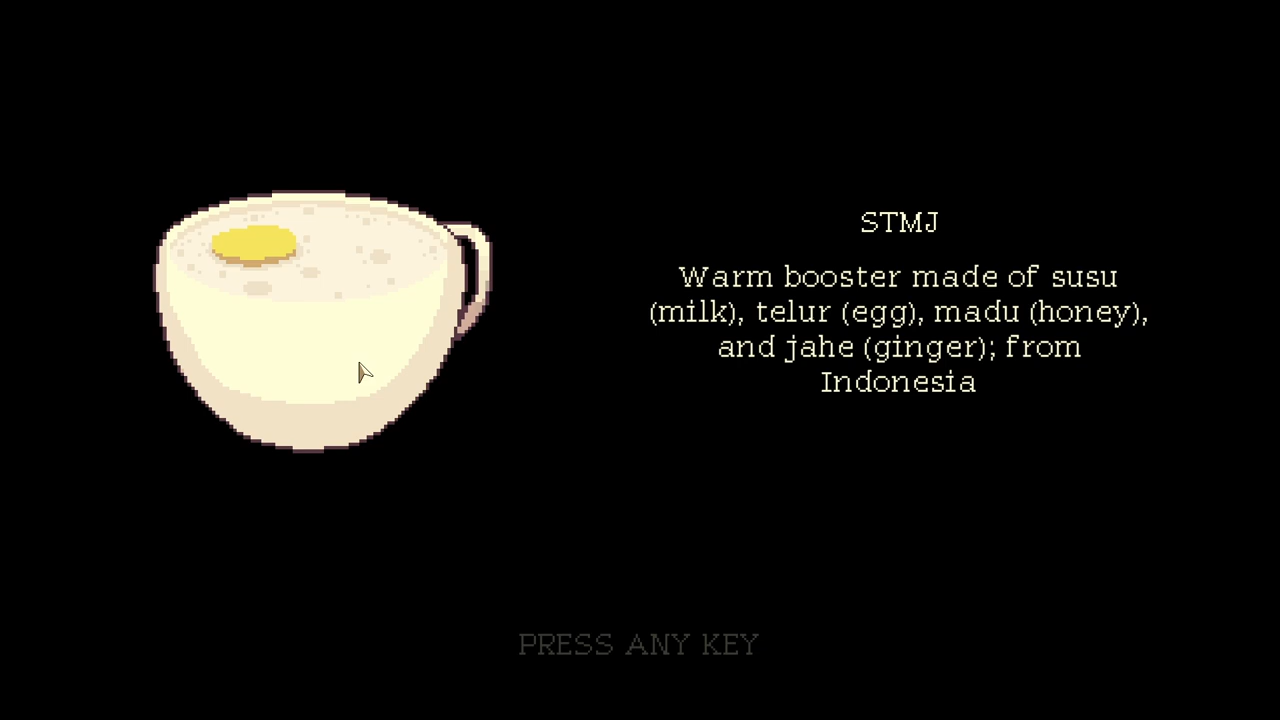 STMJ
Warm booster made of susu
(milk), telur (egg), madu (honey),
and jahe (ginger); from
Indonesia
PRESS ANY KEY